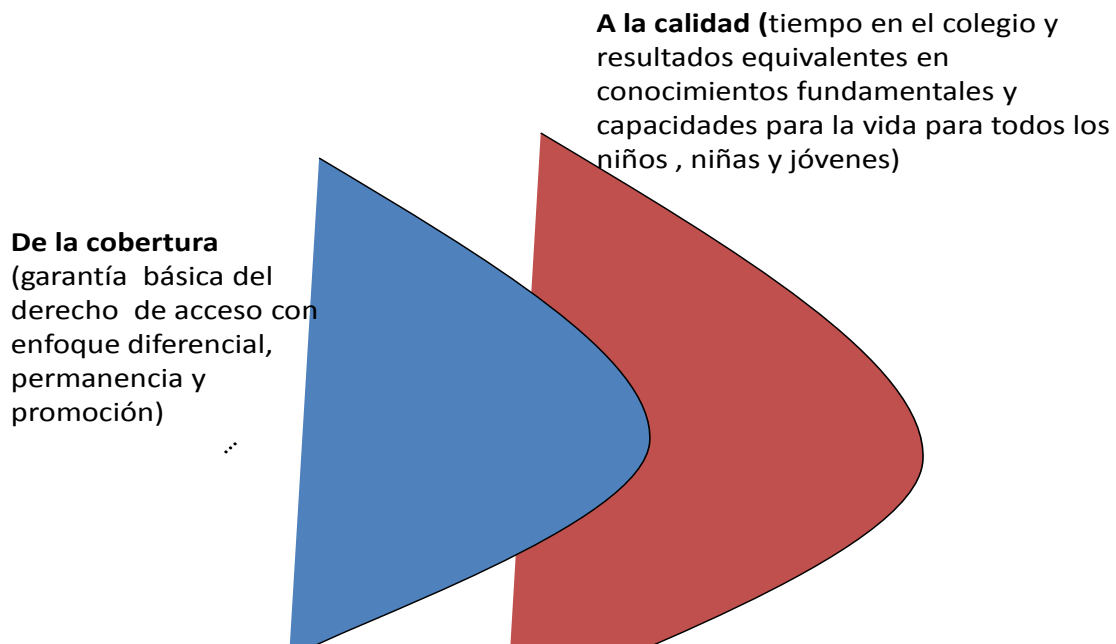 A la calidad (tiempo en el colegio y
resultados equivalentes en
conocimientos fundamentales y
capacidades para la vida para todos los
niños , niñas y jóvenes)
De la cobertura
(garantía  básica del
derecho  de acceso con
enfoque diferencial,
permanencia y
promoción)
...